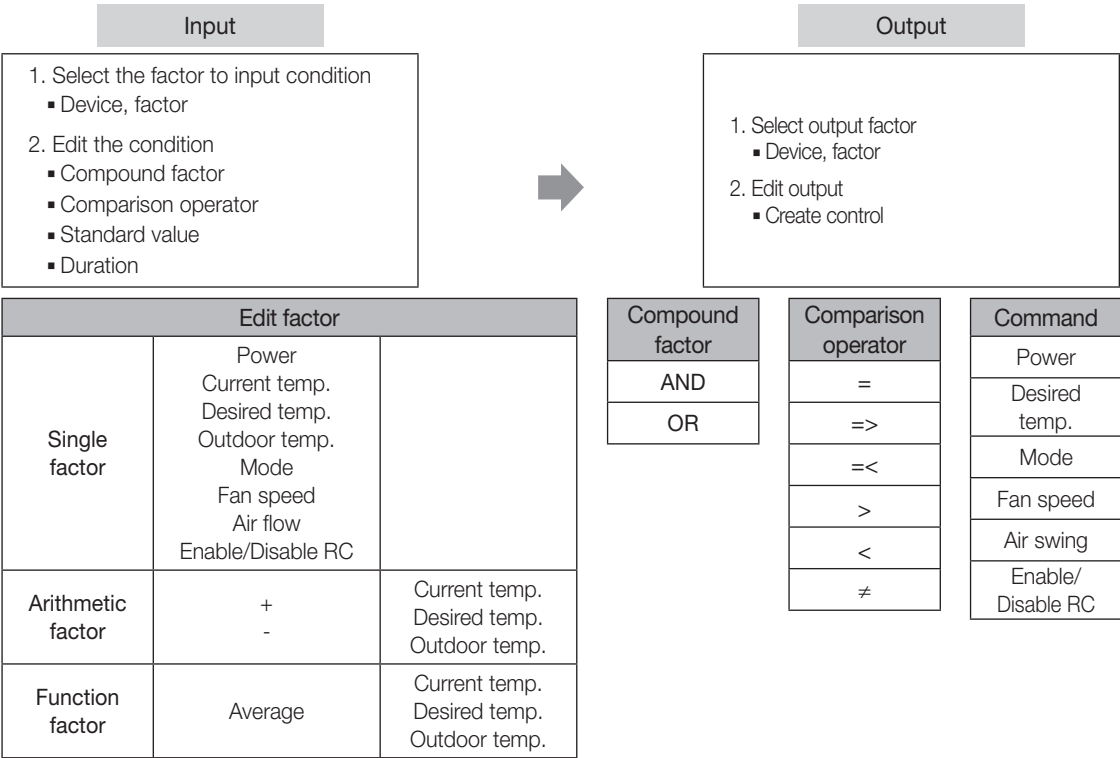 Input
1. Select the factor to input condition
▪ Device, factor
2. Edit the condition
▪ Compound factor
▪ Comparison operator
▪ Standard value
▪ Duration
Output
1. Select output factor
▪ Device, factor
2. Edit output
▪ Create control
Edit factor
Single
factor
Power
Current temp.
Desired temp.
Outdoor temp.
Mode
Fan speed
Air flow
Enable/Disable RC
Arithmetic
factor
+
-
Current temp.
Desired temp.
Outdoor temp.
Function
factor
Average
Current temp.
Desired temp.
Outdoor temp.
Compound
factor
AND
OR
Comparison
operator
=
=>
=<
>
<
≠
Command
Power
Desired
temp.
Mode
Fan speed
Air swing
Enable/
Disable RC